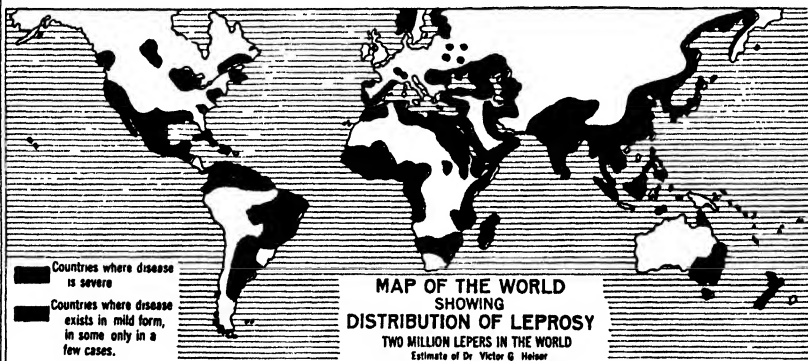 Countries where disease
is severe
Countries where disease
exists in mild form,
in some only in a
few cases.
MAP OF THE WORLD
SHOWING
DISTRIBUTION OF LEPROSY
TWO MILLION LEPERS IN THE WORLD
Estimate of Dr Victor G Heiser